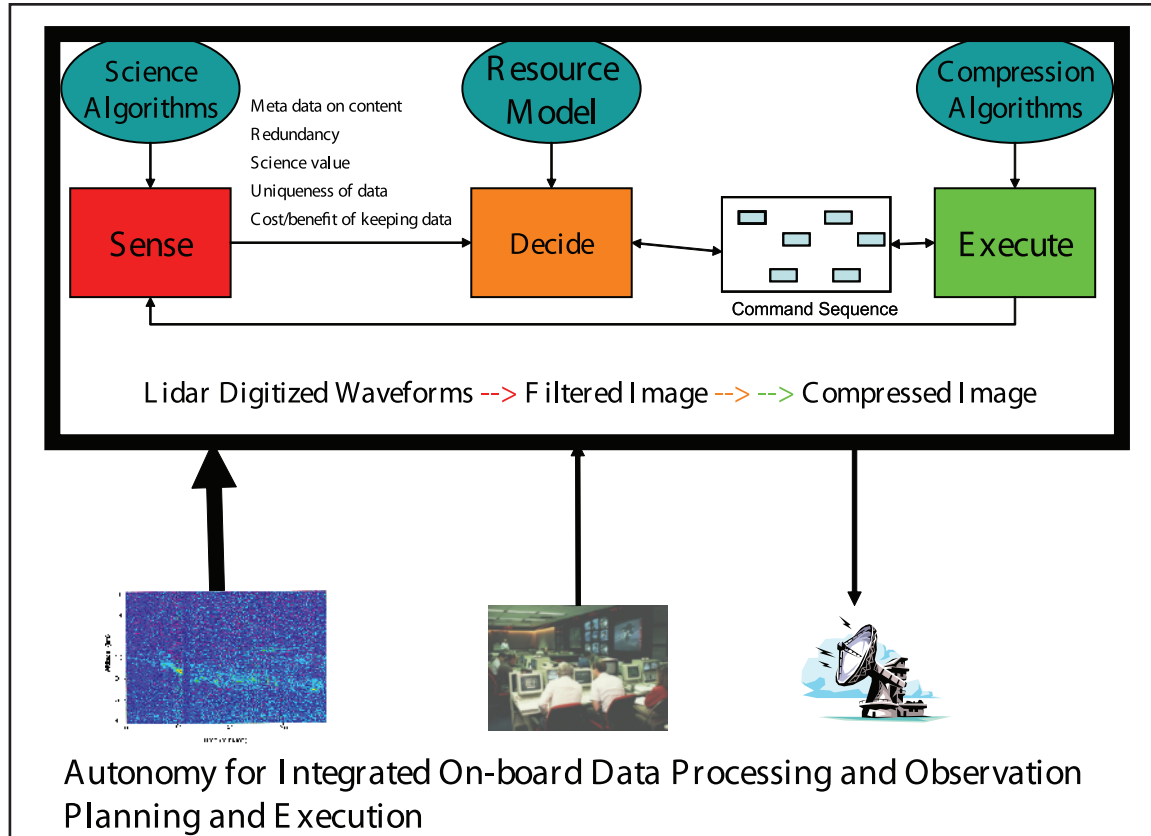 Science
Algorithms
Resource
Model
Compression
Algorithms
Meta data on content
Redundancy
Science value
Uniqueness of data
Cost/benefit of keeping data
Sense
Decide
Execute
Command Sequence
Lidar Digitized Waveforms --> Filtered Image --> --> Compressed Image
Autonomy for Integrated On-board Data Processing and Observation
Planning and Execution